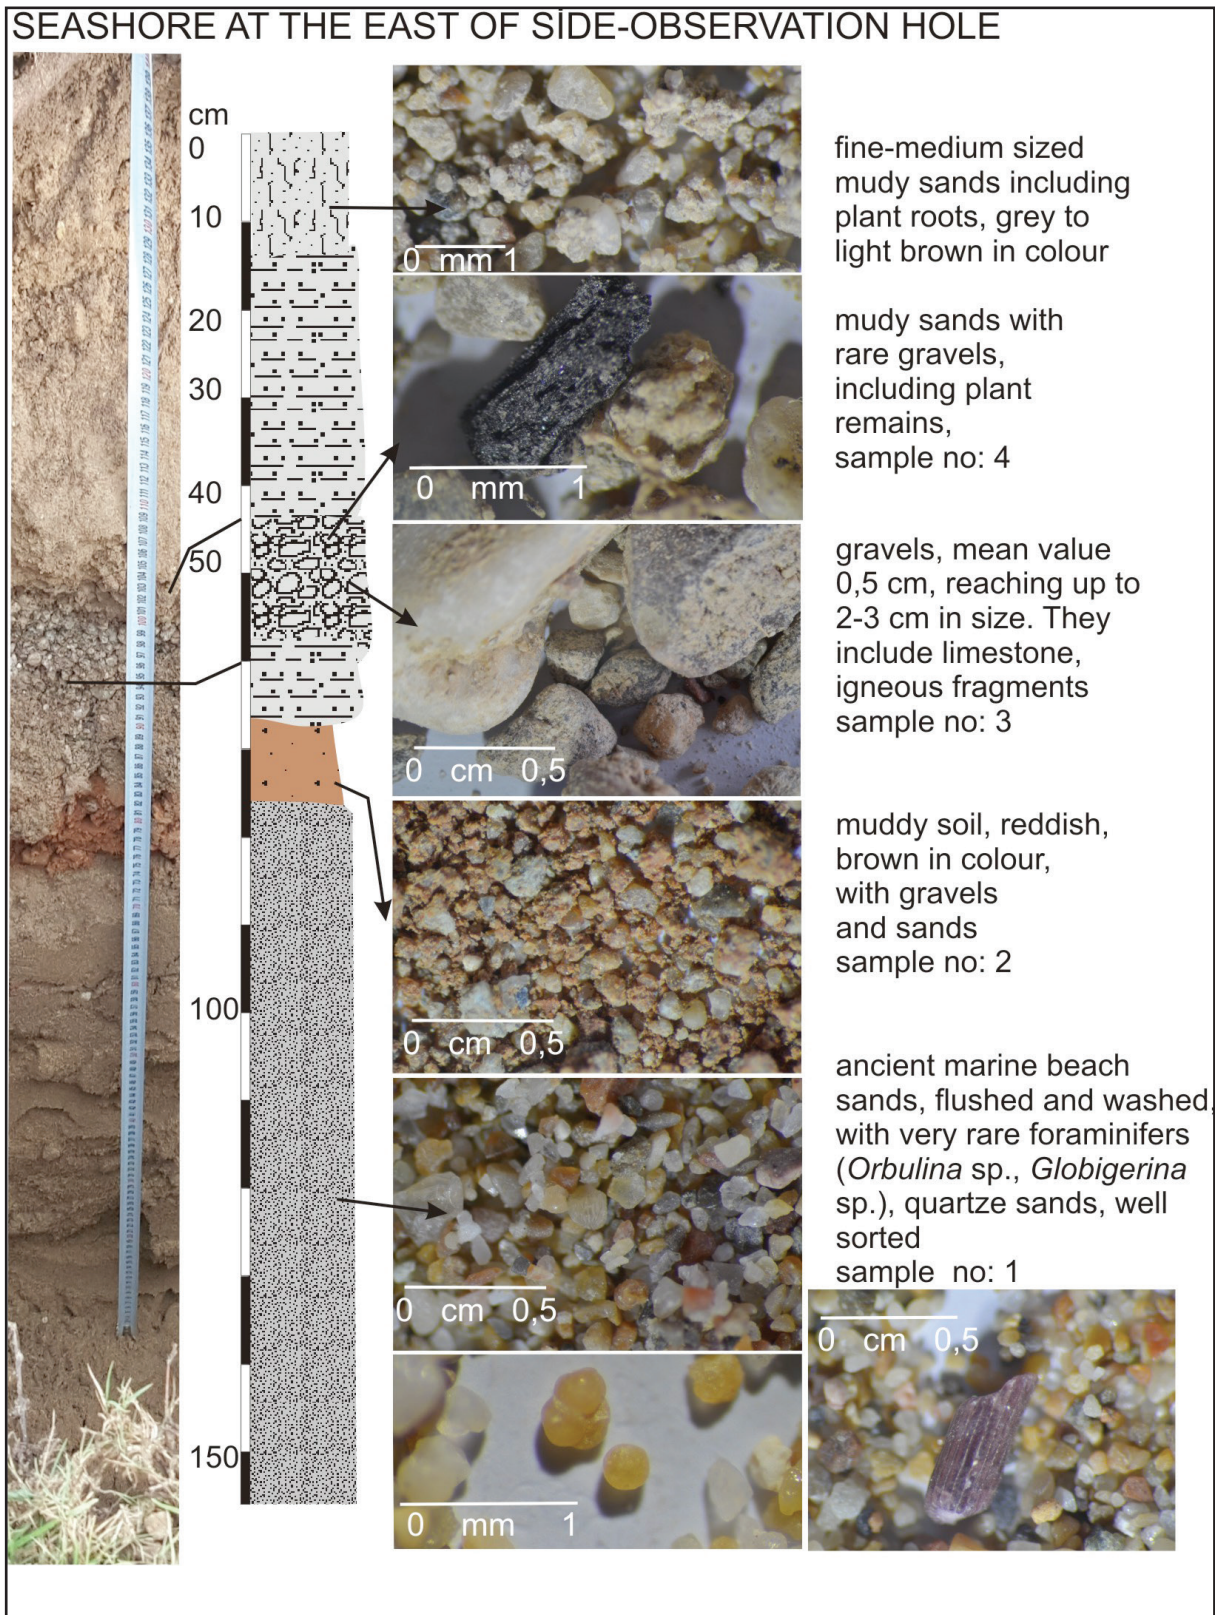 SEASHORE AT THE EAST OF SİDE-OBSERVATION HOLE
cm
0
10
20
30
40
50
100
150
0 mm 1
0 mm 1
0 cm 0,5
0 cm 0,5
0 cm 0,5
0 mm 1
fine-medium sized
mudy sands including
plant roots, grey to
light brown in colour
mudy sands with
rare gravels,
including plant
remains,
sample no: 4
gravels, mean value
0,5 cm, reaching up to
2-3 cm in size. They
include limestone,
igneous fragments
sample no: 3
muddy soil, reddish,
brown in colour,
with gravels
and sands
sample no: 2
ancient marine beach
sands, flushed and washed,
with very rare foraminifers
(Orbulina sp., Globigerina
sp.), quartze sands, well
sorted
sample no: 1
0 cm 0,5